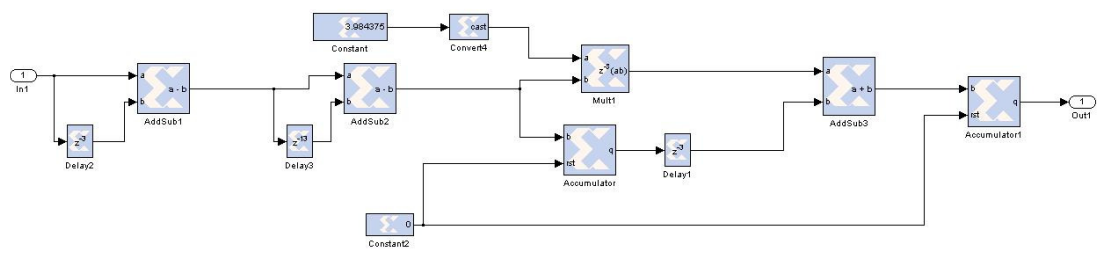 3.984375
Constant
cast
Convert4
1
In1
a
b
a - b
AddSub1
z⁻³
Delay2
a
b
a - b
AddSub2
z⁻¹³
Delay3
a
b
z⁻³(ab)
Mult1
b
rst
q
Accumulator
z⁻³
Delay1
a
b
a + b
AddSub3
b
rst
q
Accumulator1
1
Out1
0
Constant2